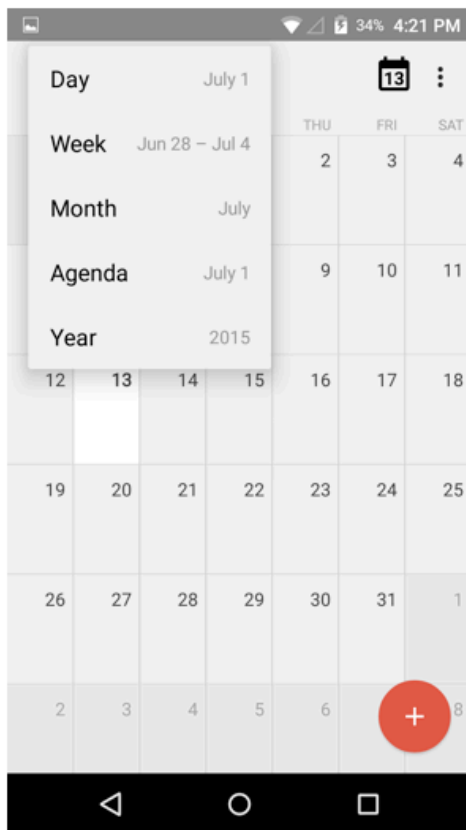 34% 4:21 PM
Day July 1
13
Week Jun 28 – Jul 4
THU FRI SAT
Month July
2 3 4
Agenda July 1
9 10 11
Year 2015
12 13 14 15 16 17 18
19 20 21 22 23 24 25
26 27 28 29 30 31 1
2 3 4 5 6 8
+